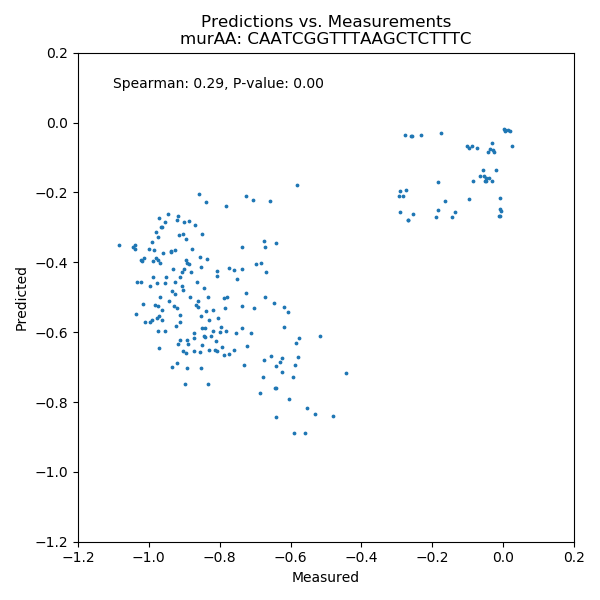 Predictions vs. Measurements
murAA: CAATCGGTTTAAGCTCTTTC
Spearman: 0.29, P-value: 0.00
0.2
0.0
−0.2
−0.4
−0.6
−0.8
−1.0
−1.2
Predicted
−1.2 −1.0 −0.8 −0.6 −0.4 −0.2 0.0 0.2
Measured